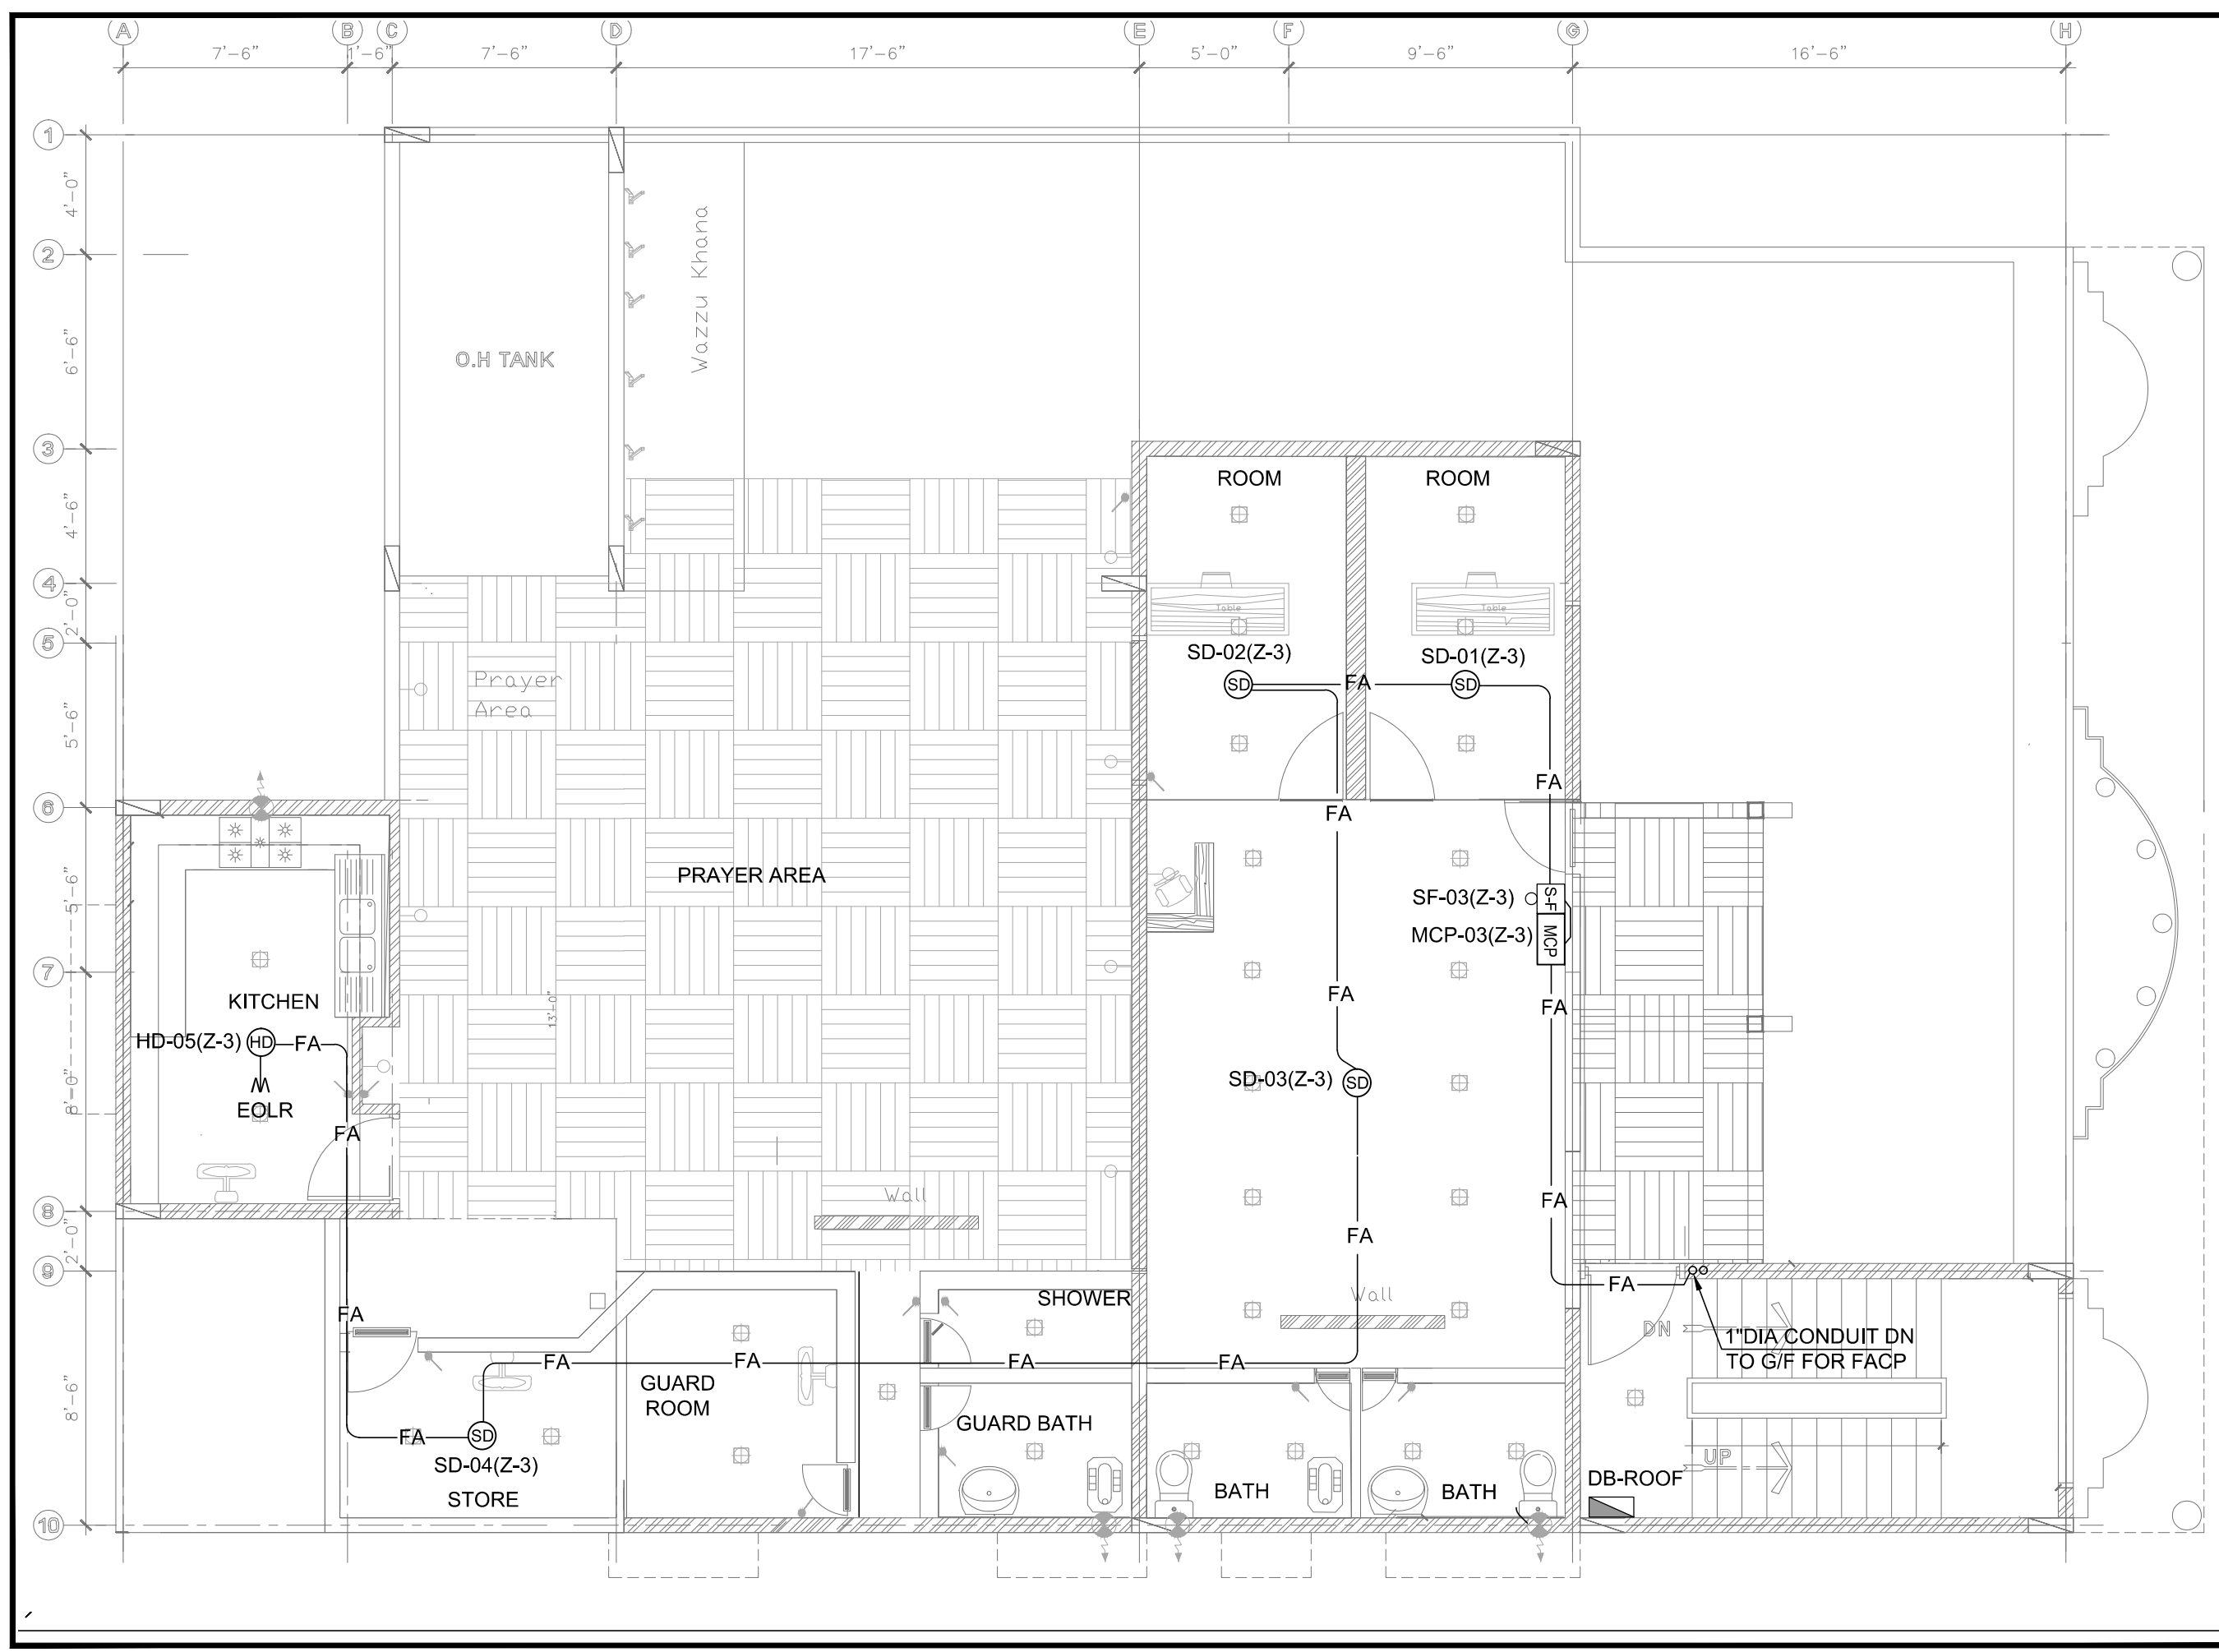 A B C D E F G H
7'-6" 1'-6" 7'-6" 17'-6" 5'-0" 9'-6" 16'-6"
1
4'-0"
2
6'-6"
3
4'-6"
4
2'-0"
5
5'-6"
6
5'-6"
7
8'-0"
8
2'-0"
9
8'-6"
10
O.H TANK
Wazzu Khana
ROOM
ROOM
Table
Table
SD-02(Z-3)
SD-01(Z-3)
SD
FA
SD
Prayer
Area
FA
FA
PRAYER AREA
SF-03(Z-3)
S-F
MCP-03(Z-3)
MCP
KITCHEN
13'-0"
FA
FA
HD-05(Z-3)
HD
FA
EOLR
SD-03(Z-3)
SD
FA
Wall
FA
FA
SHOWER
Wall
FA
FA
DN
1"DIA CONDUIT DN
TO G/F FOR FACP
FA
FA
FA
FA
GUARD
ROOM
GUARD BATH
FA
SD
SD-04(Z-3)
STORE
BATH
BATH
DB-ROOF
UP